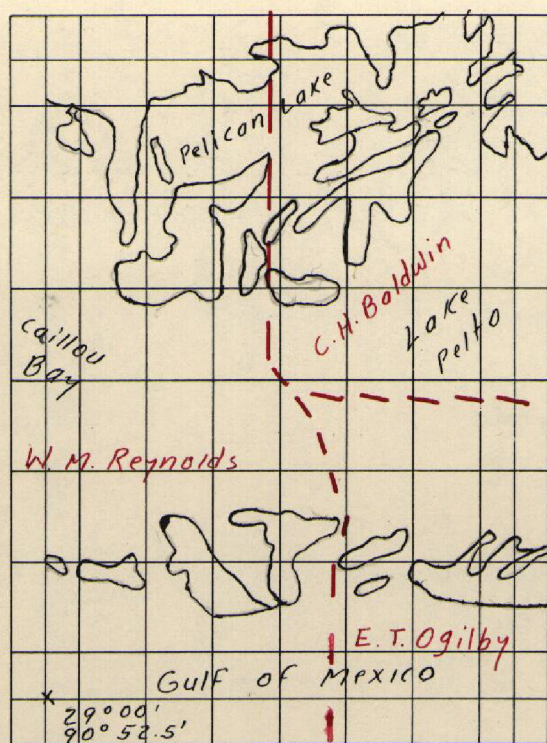 Pelican Lake
C.H. Baldwin
Lake
Pelto
Caillou
Bay
W. M. Reynolds
E. T. Ogilby
Gulf of Mexico
x
29° 00'
90° 52.5'